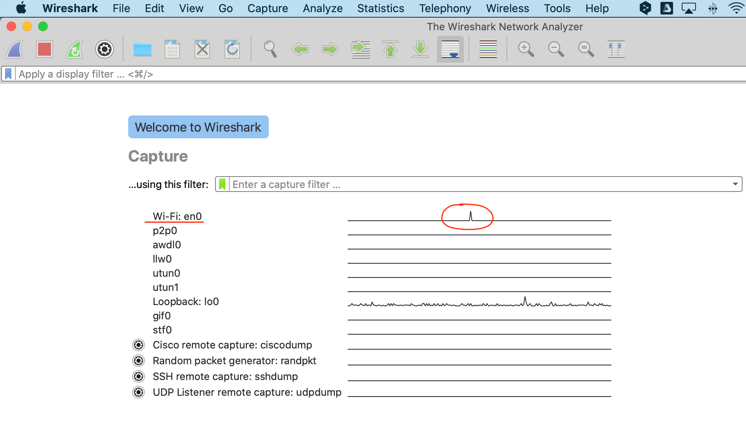 Wireshark File Edit View Go Capture Analyze Statistics Telephony Wireless Tools Help
The Wireshark Network Analyzer
Apply a display filter ... <⌘/>
Welcome to Wireshark
Capture
...using this filter: Enter a capture filter ...
Wi-Fi: en0
p2p0
awdl0
llw0
utun0
utun1
Loopback: lo0
gif0
stf0
Cisco remote capture: ciscodump
Random packet generator: randpkt
SSH remote capture: sshdump
UDP Listener remote capture: udpdump